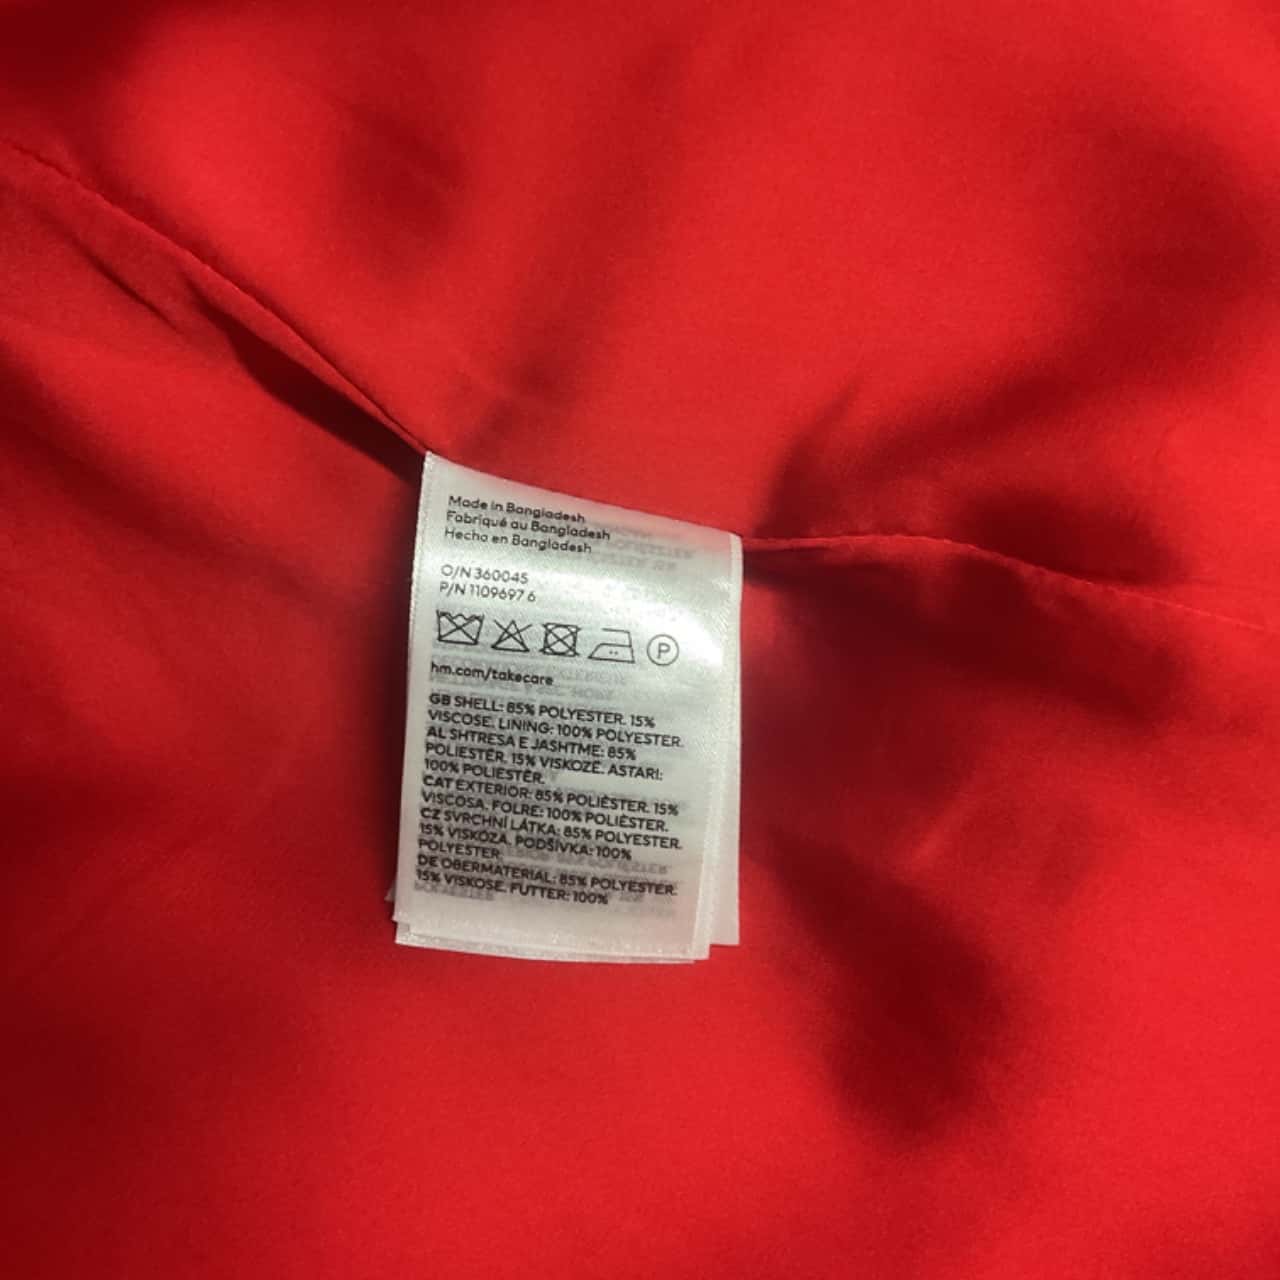 Made in Bangladesh
Fabriqué au Bangladesh
Hecho en Bangladesh
O/N 360045
P/N 1109697 6
P
hm.com/takecare
GB SHELL: 85% POLYESTER. 15%
VISCOSE. LINING: 100% POLYESTER.
AL SHTRESA E JASHTME: 85%
POLIESTËR. 15% VISKOZË. ASTARI:
100% POLIESTËR.
CAT EXTERIOR: 85% POLIÈSTER. 15%
VISCOSA. FOLRE: 100% POLIÈSTER.
CZ SVRCHNÍ LÁTKA: 85% POLYESTER.
15% VISKÓZA. PODŠÍVKA: 100%
POLYESTER
DE OBERMATERIAL: 85% POLYESTER.
15% VISKOSE. FUTTER: 100%